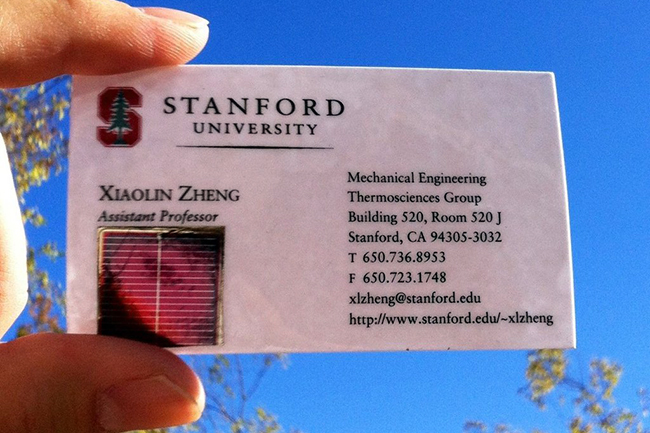 STANFORD
UNIVERSITY
XIAOLIN ZHENG
Assistant Professor
Mechanical Engineering
Thermosciences Group
Building 520, Room 520 J
Stanford, CA 94305-3032
T 650.736.8953
F 650.723.1748
xlzheng@stanford.edu
http://www.stanford.edu/~xlzheng